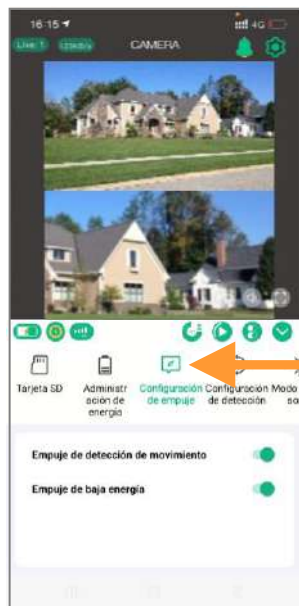 16:15
4G
Live: 1
CAMERA
Tarjeta SD
Administr
ación de
energía
Configuración
de empuje
Configuración
de detección
Modo
so
Empuje de detección de movimiento
Empuje de baja energía